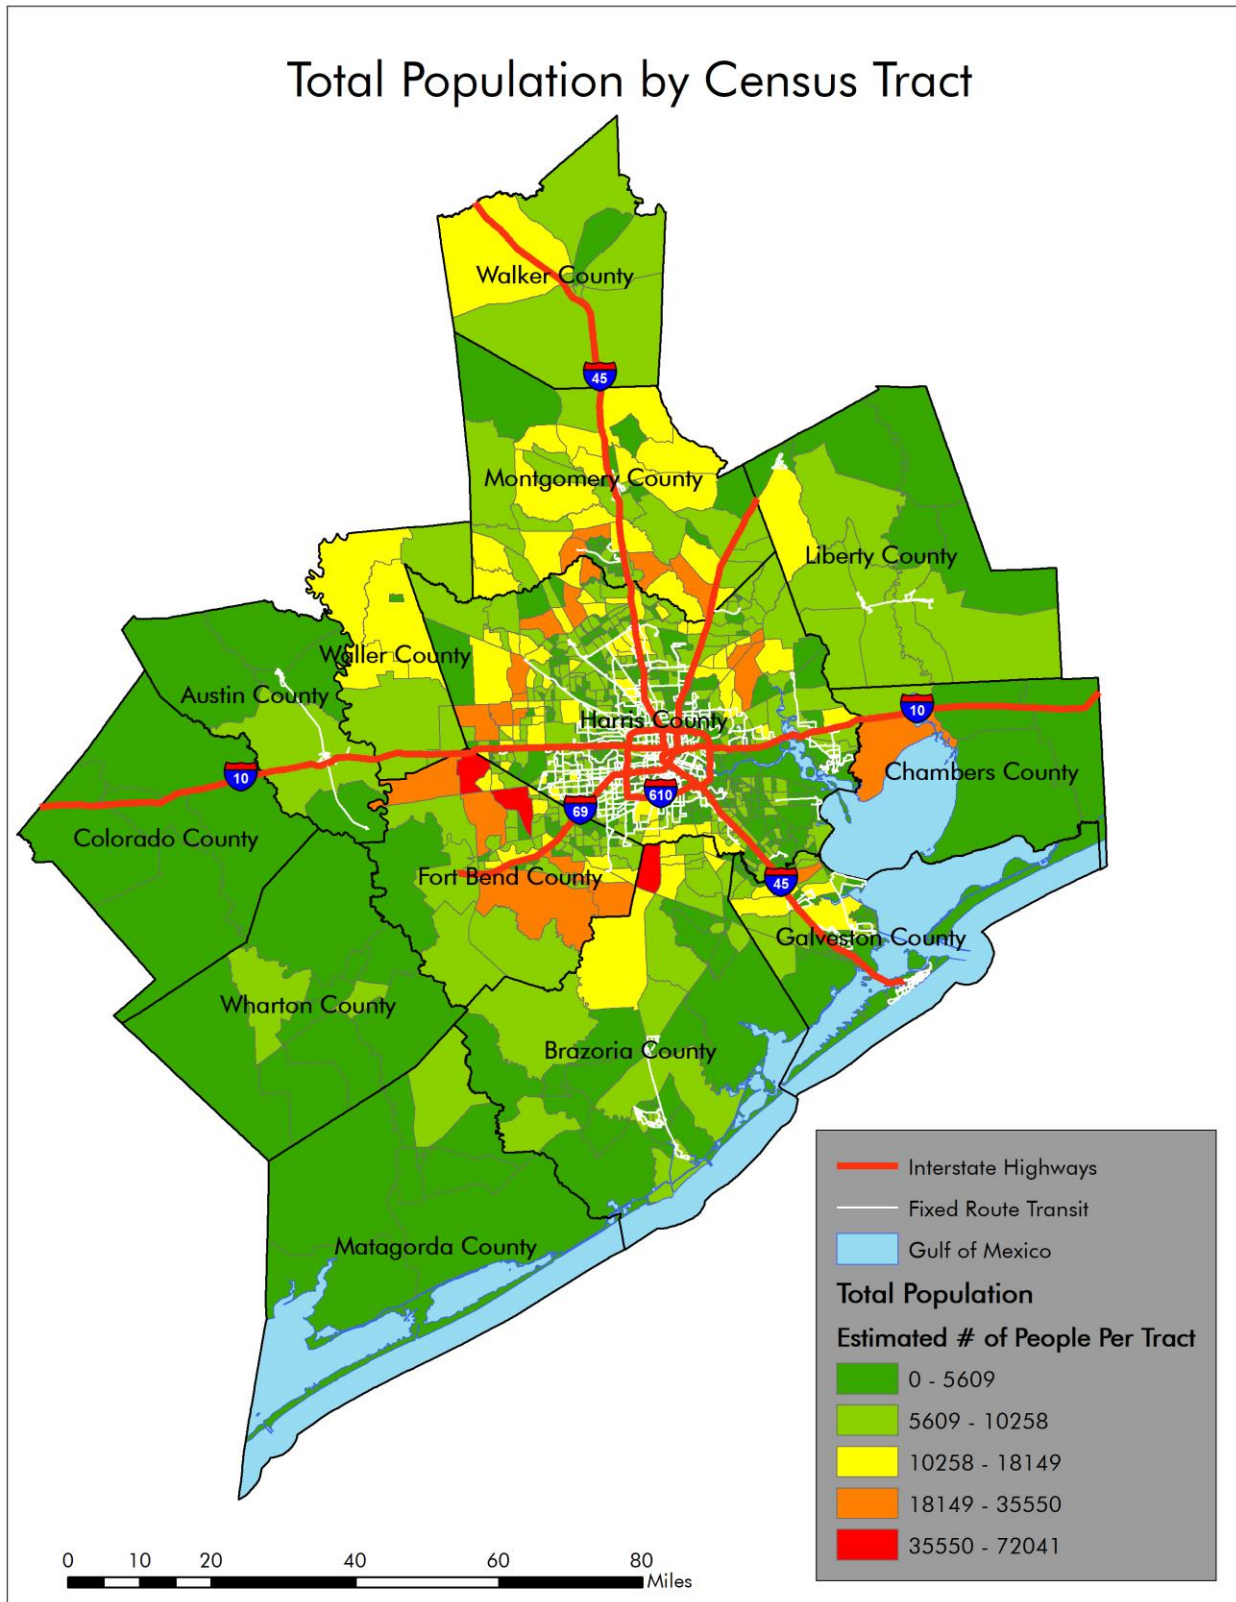 Total Population by Census Tract
Walker County
45
Montgomery County
Liberty County
Waller County
Austin County
10
Harris County
Chambers County
10
610
69
Colorado County
Fort Bend County
45
Galveston County
Wharton County
Brazoria County
Matagorda County
Interstate Highways
Fixed Route Transit
Gulf of Mexico
Total Population
Estimated # of People Per Tract
0 - 5609
5609 - 10258
10258 - 18149
18149 - 35550
35550 - 72041
0 10 20 40 60 80
Miles